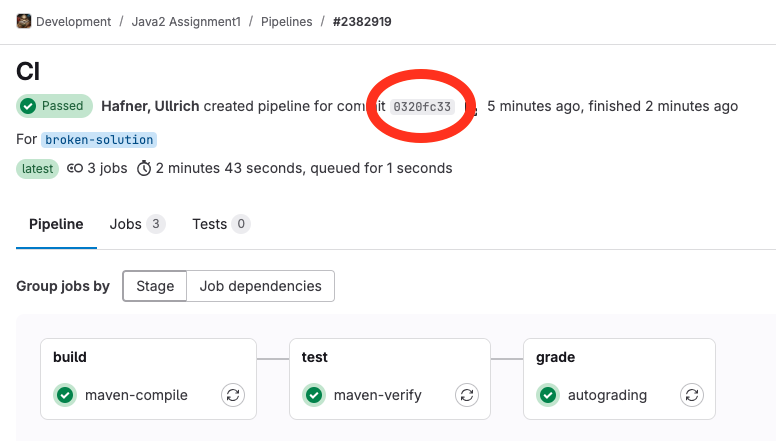 Development / Java2 Assignment1 / Pipelines / #2382919
CI
Passed Hafner, Ullrich created pipeline for commit 0320fc33 5 minutes ago, finished 2 minutes ago
For broken-solution
latest 3 jobs 2 minutes 43 seconds, queued for 1 seconds
Pipeline Jobs 3 Tests 0
Group jobs by Stage Job dependencies
build test grade
maven-compile maven-verify autograding